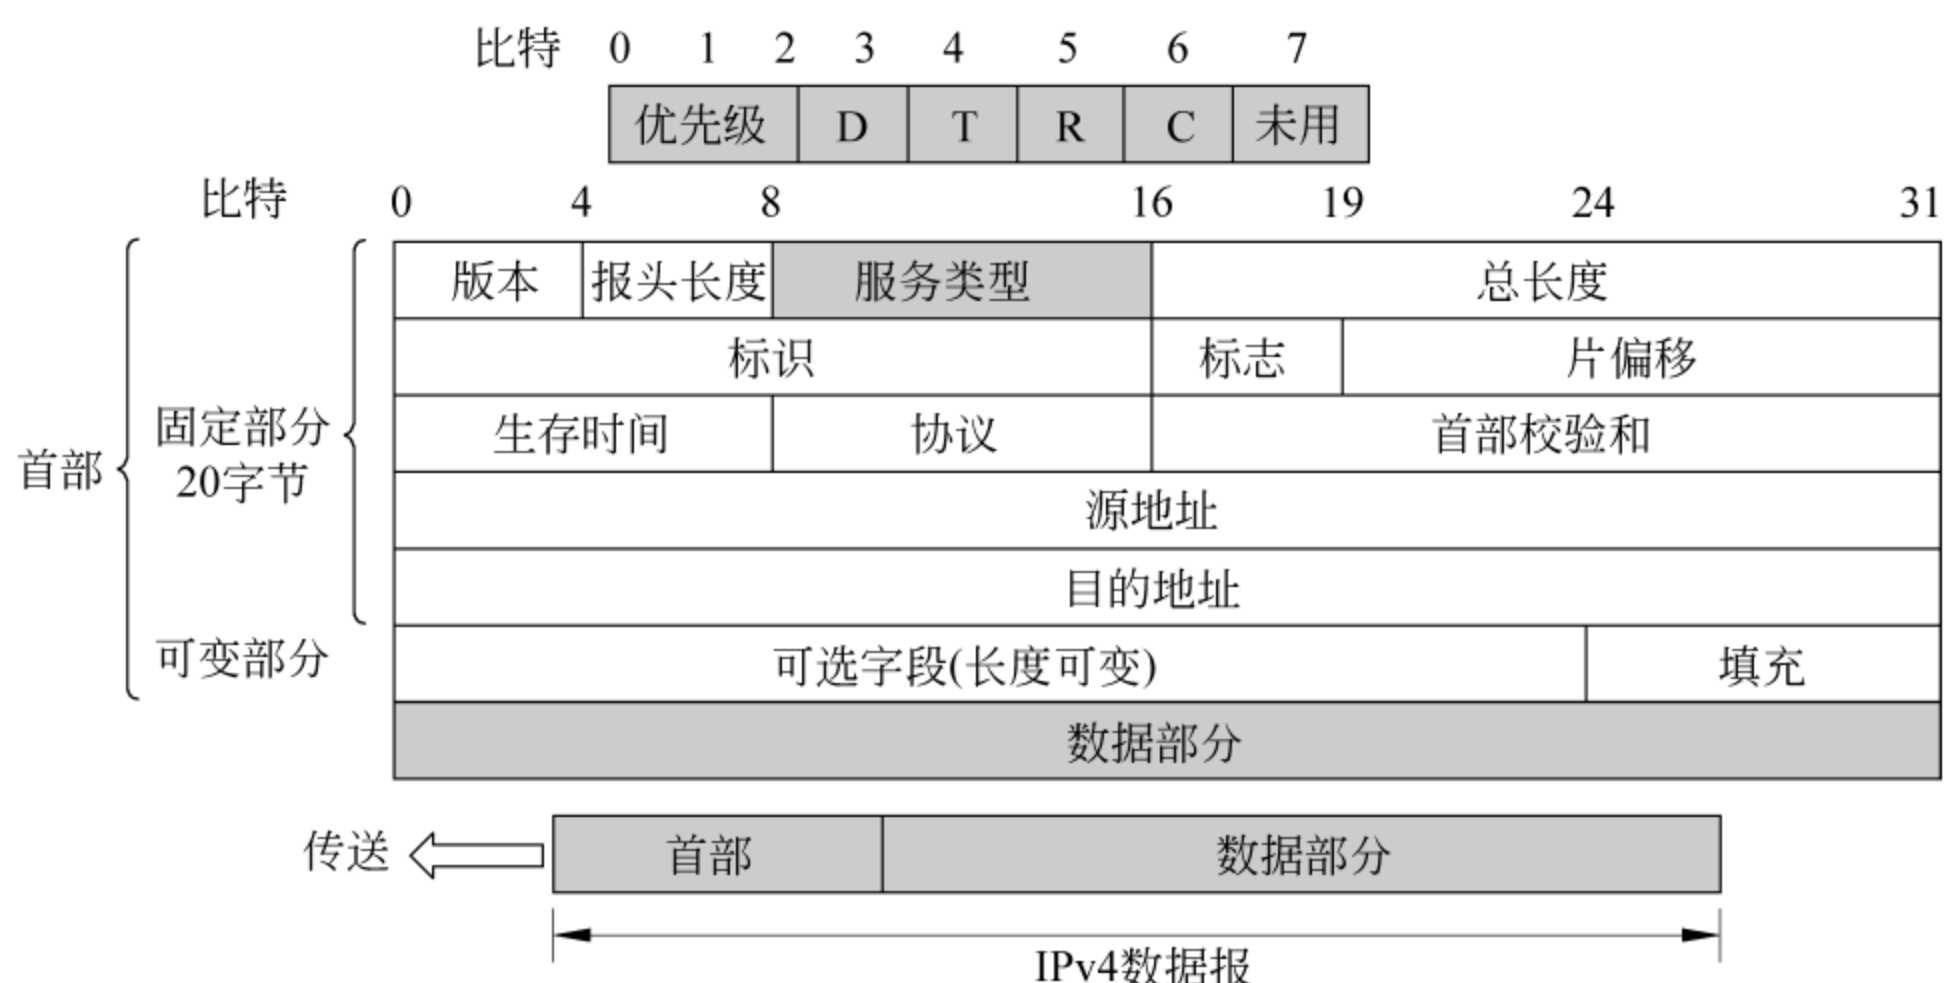 比特 0 1 2 3 4 5 6 7
优先级 D T R C 未用
比特 0 4 8 16 19 24 31
版本 报头长度 服务类型 总长度
标识 标志 片偏移
固定部分
20字节
生存时间 协议 首部校验和
首部
源地址
目的地址
可变部分
可选字段(长度可变) 填充
数据部分
传送 首部 数据部分
IPv4数据报